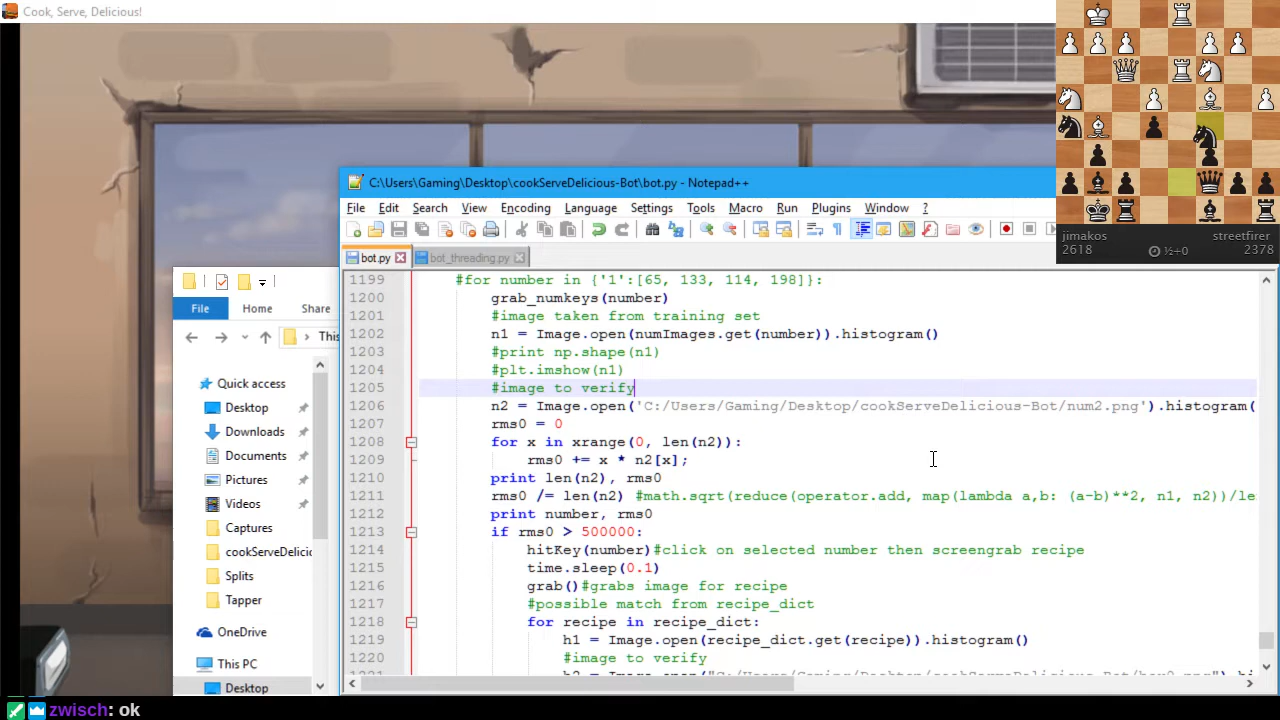 Cook, Serve, Delicious!
C:\Users\Gaming\Desktop\cookServeDelicious-Bot\bot.py - Notepad++
File Edit Search View Encoding Language Settings Tools Macro Run Plugins Window ?
jimakos streetfirer
2618 ½+0 2378
bot.py bot_threading.py
1199 #for number in {'1':[65, 133, 114, 198]}:
1200 grab_numkeys(number)
1201 #image taken from training set
1202 n1 = Image.open(numImages.get(number)).histogram()
1203 #print np.shape(n1)
1204 #plt.imshow(n1)
1205 #image to verify
1206 n2 = Image.open('C:/Users/Gaming/Desktop/cookServeDelicious-Bot/num2.png').histogram(
1207 rms0 = 0
1208 for x in xrange(0, len(n2)):
1209 rms0 += x * n2[x];
1210 print len(n2), rms0
1211 rms0 /= len(n2) #math.sqrt(reduce(operator.add, map(lambda a,b: (a-b)**2, n1, n2))/le
1212 print number, rms0
1213 if rms0 > 500000:
1214 hitKey(number)#click on selected number then screengrab recipe
1215 time.sleep(0.1)
1216 grab()#grabs image for recipe
1217 #possible match from recipe_dict
1218 for recipe in recipe_dict:
1219 h1 = Image.open(recipe_dict.get(recipe)).histogram()
1220 #image to verify
File Home Share
This
Quick access
Desktop
Downloads
Documents
Pictures
Videos
Captures
cookServeDelicio
Splits
Tapper
OneDrive
This PC
Desktop
zwisch: ok